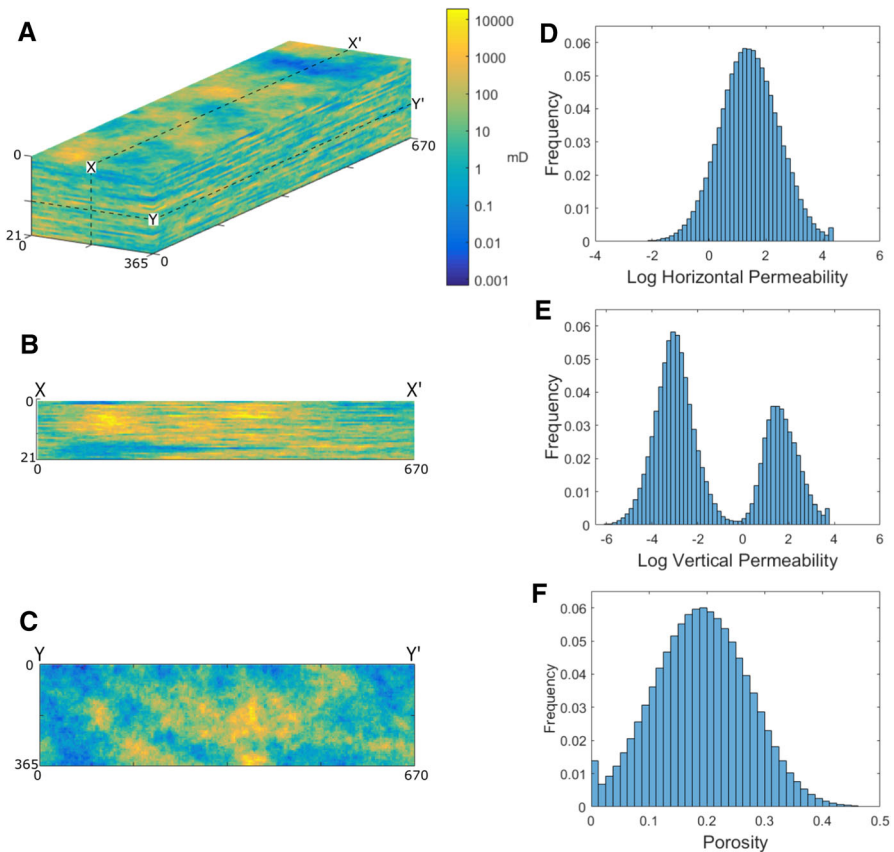 A
X'
Y'
0
X
Y
21
0
365
0
670
10000
1000
100
10
1
0.1
0.01
0.001
mD
B
X
X'
0
21
0
670
C
Y
Y'
0
365
0
670
D
0.06
0.05
0.04
0.03
0.02
0.01
0
Frequency
-4 -2 0 2 4 6
Log Horizontal Permeability
E
0.06
0.05
0.04
0.03
0.02
0.01
0
Frequency
-6 -4 -2 0 2 4 6
Log Vertical Permeability
F
0.06
0.05
0.04
0.03
0.02
0.01
0
Frequency
0 0.1 0.2 0.3 0.4 0.5
Porosity